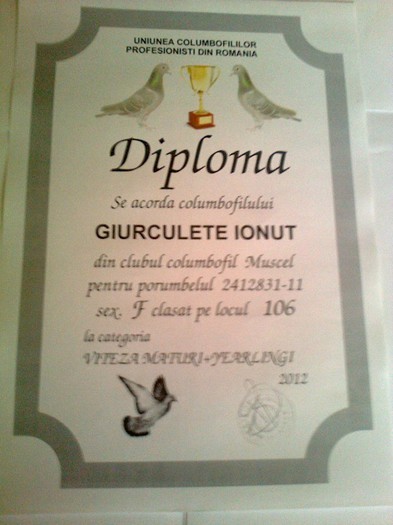 UNIUNEA COLUMBOFILILOR
PROFESIONISTI DIN ROMANIA
Diploma
Se acorda columbofilului
GIURCULETE IONUT
din clubul columbofil Muscel
pentru porumbelul 2412831-11
sex. F clasat pe locul 106
la categoria
VITEZA MATURI+YEARLINGI
2012